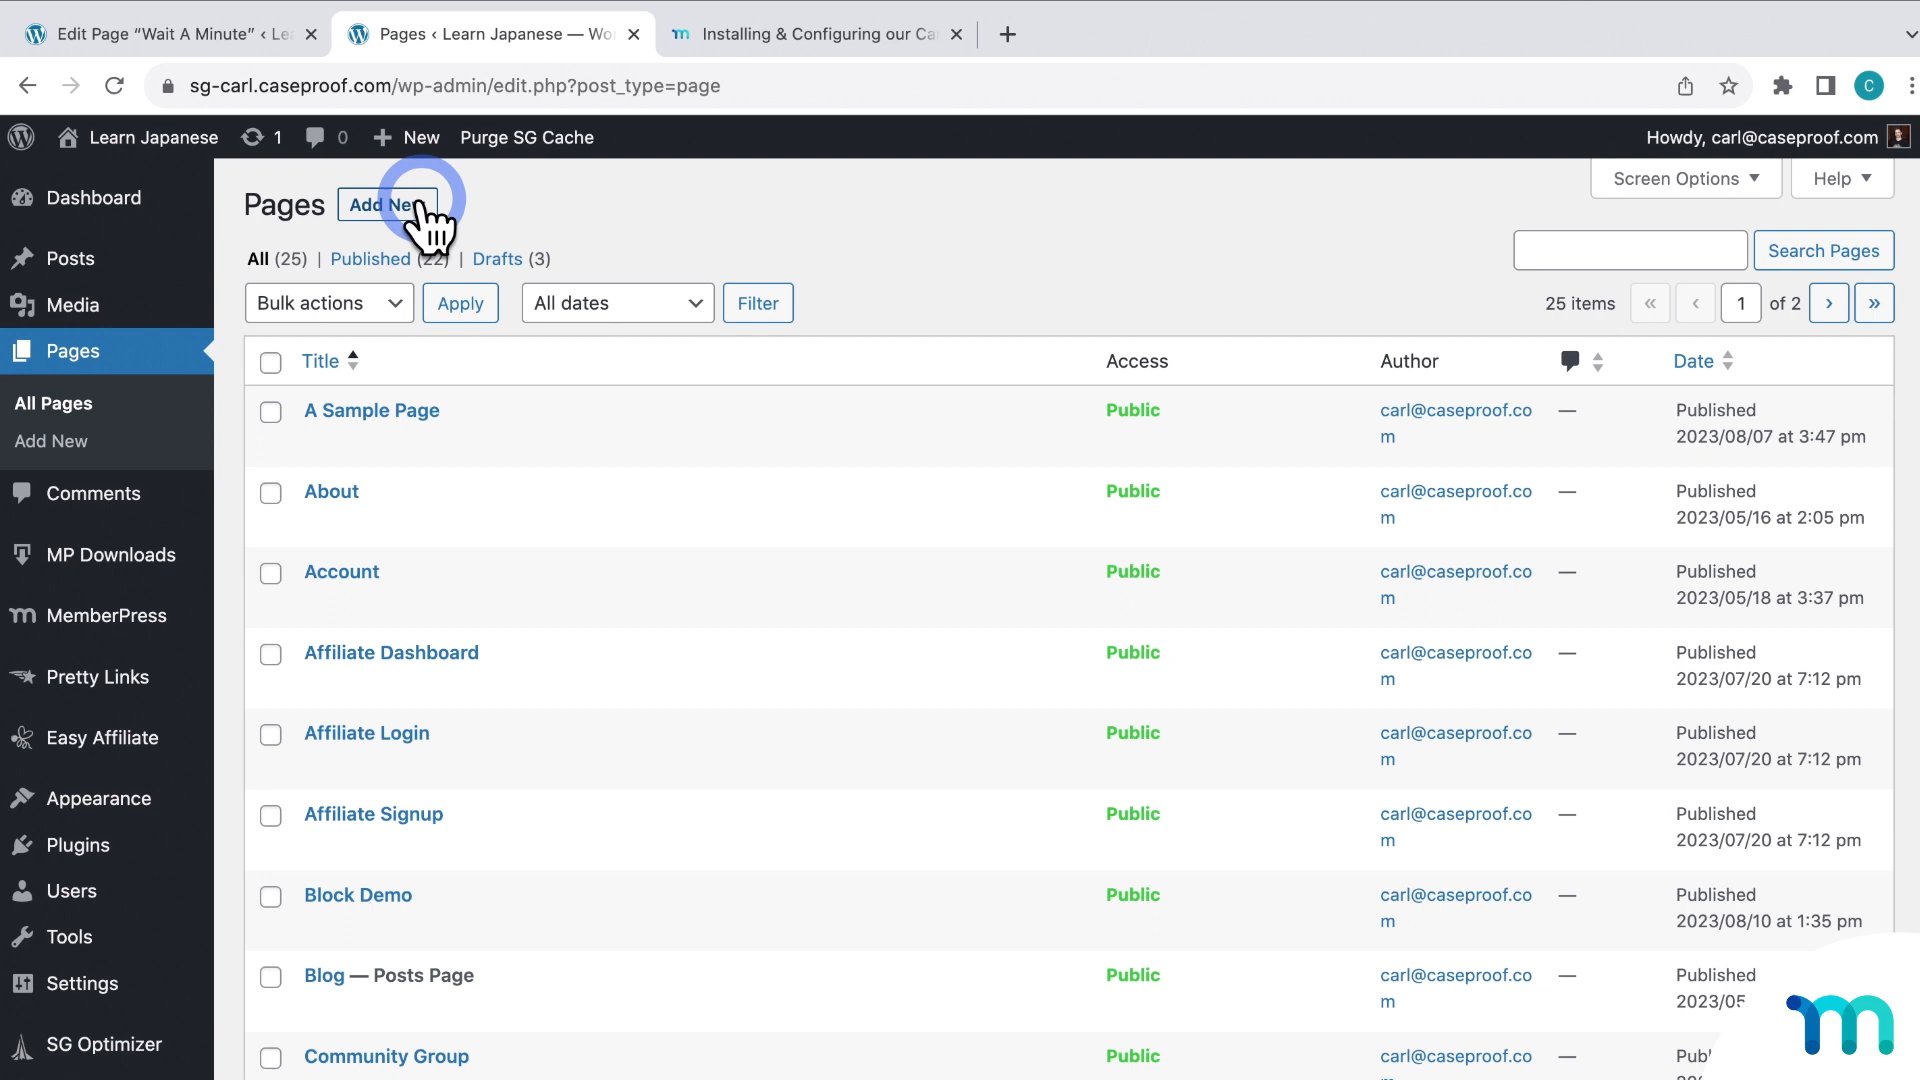 Edit Page “Wait A Minute” ‹ Le
Pages ‹ Learn Japanese — Wo
Installing & Configuring our Ca
sg-carl.caseproof.com/wp-admin/edit.php?post_type=page
C
Learn Japanese
1
0
New
Purge SG Cache
Howdy, carl@caseproof.com
Dashboard
Posts
Media
Pages
All Pages
Add New
Comments
MP Downloads
MemberPress
Pretty Links
Easy Affiliate
Appearance
Plugins
Users
Tools
Settings
SG Optimizer
Pages
Add New
Screen Options
Help
All (25) | Published (22) | Drafts (3)
Search Pages
Bulk actions
Apply
All dates
Filter
25 items « ‹ 1 of 2 › »
Title
Access
Author
Date
A Sample Page
Public
carl@caseproof.co
m
—
Published
2023/08/07 at 3:47 pm
About
Public
carl@caseproof.co
m
—
Published
2023/05/16 at 2:05 pm
Account
Public
carl@caseproof.co
m
—
Published
2023/05/18 at 3:37 pm
Affiliate Dashboard
Public
carl@caseproof.co
m
—
Published
2023/07/20 at 7:12 pm
Affiliate Login
Public
carl@caseproof.co
m
—
Published
2023/07/20 at 7:12 pm
Affiliate Signup
Public
carl@caseproof.co
m
—
Published
2023/07/20 at 7:12 pm
Block Demo
Public
carl@caseproof.co
m
—
Published
2023/08/10 at 1:35 pm
Blog — Posts Page
Public
carl@caseproof.co
m
—
Published
2023/05
Community Group
Public
carl@caseproof.co
—
Publ